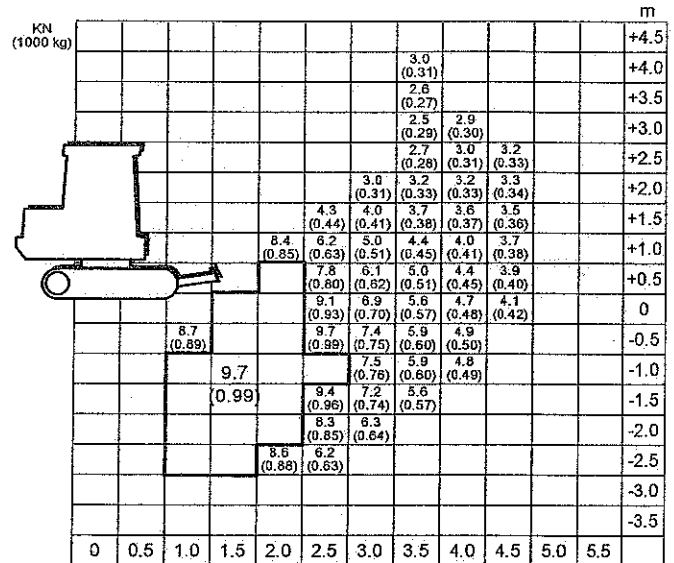 m
KN
(1000 kg)
+4.5
3.0
(0.31)
+4.0
2.6
(0.27)
+3.5
2.5 2.9
(0.29) (0.30)
+3.0
2.7 3.0 3.2
(0.28) (0.31) (0.33)
+2.5
3.0 3.2 3.2 3.3
(0.31) (0.33) (0.33) (0.34)
+2.0
4.3 4.0 3.7 3.6 3.5
(0.44) (0.41) (0.38) (0.37) (0.36)
+1.5
8.4 6.2 5.0 4.4 4.0 3.7
(0.85) (0.63) (0.51) (0.45) (0.41) (0.38)
+1.0
7.8 6.1 5.0 4.4 3.9
(0.80) (0.62) (0.51) (0.45) (0.40)
+0.5
9.1 6.9 5.6 4.7 4.1
(0.93) (0.70) (0.57) (0.48) (0.42)
0
8.7 9.7 7.4 5.9 4.9
(0.89) (0.99) (0.75) (0.60) (0.50)
-0.5
7.5 5.9 4.8
(0.76) (0.60) (0.49)
-1.0
9.7
(0.99)
9.4 7.2 5.6
(0.96) (0.74) (0.57)
-1.5
8.3 6.3
(0.85) (0.64)
-2.0
8.6 6.2
(0.88) (0.63)
-2.5
-3.0
-3.5
0 0.5 1.0 1.5 2.0 2.5 3.0 3.5 4.0 4.5 5.0 5.5